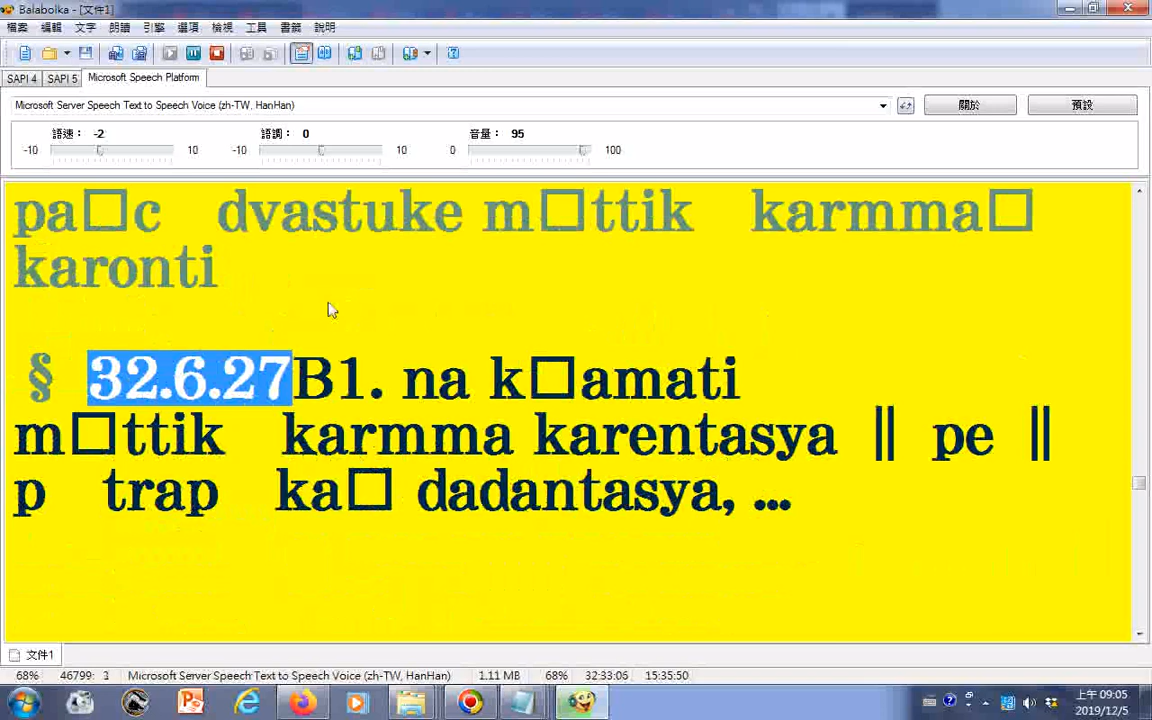 Balabolka - [文件1]
檔案 編輯 文字 朗讀 引擎 選項 檢視 工具 書籤 說明
SAPI 4 SAPI 5 Microsoft Speech Platform
Microsoft Server Speech Text to Speech Voice (zh-TW, HanHan) 關於 預設
語速： -2 語調： 0 音量： 95
-10 10 -10 10 0 100
pa□c dvastuke m□ttik karmma□
karonti
§ 32.6.27B1. na k□amati
m□ttik karmma karentasya ‖ pe ‖
p trap ka□ dadantasya, ...
文件1
68% 46799: 1 Microsoft Server Speech Text to Speech Voice (zh-TW, HanHan) 1.11 MB 68% 32:33:06 15:35:50
上午 09:05
2019/12/5